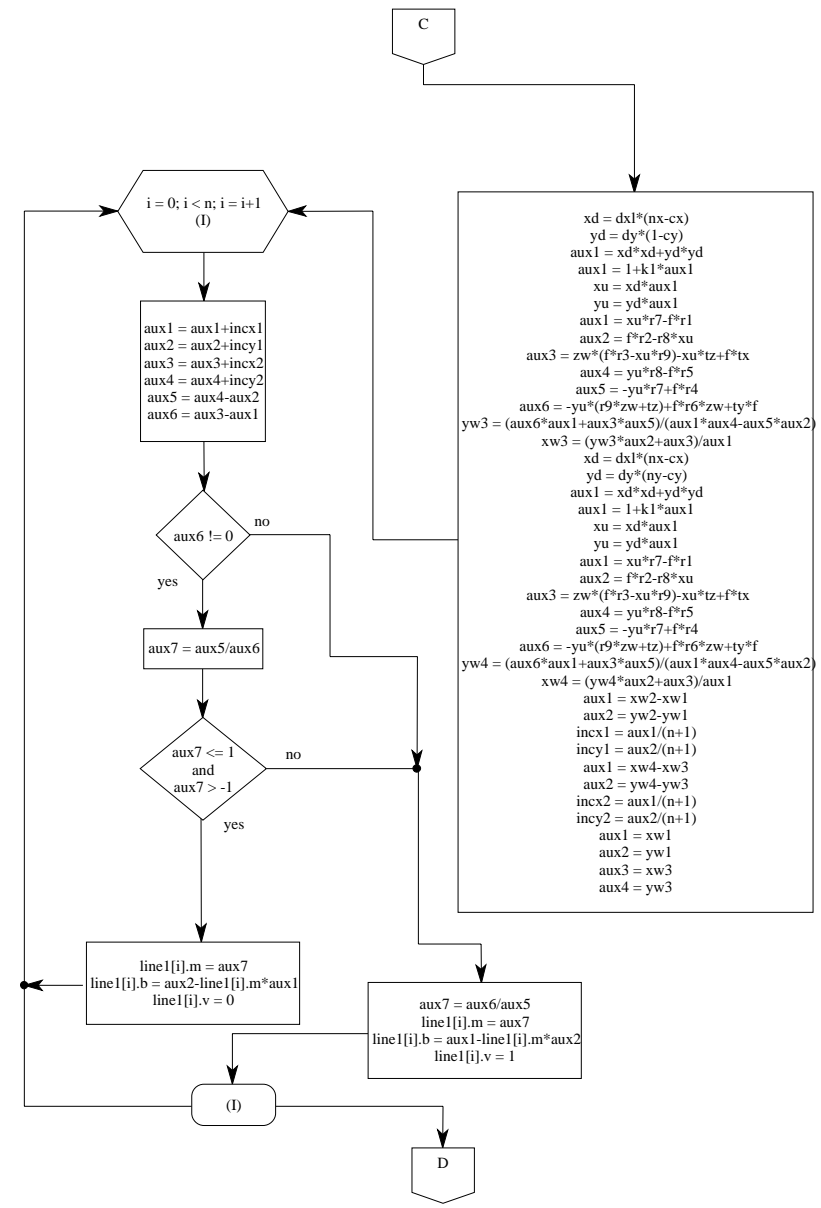 C
i = 0; i < n; i = i+1
(I)
aux1 = aux1+incx1
aux2 = aux2+incy1
aux3 = aux3+incx2
aux4 = aux4+incy2
aux5 = aux4-aux2
aux6 = aux3-aux1
aux6 != 0
no
yes
aux7 = aux5/aux6
aux7 <= 1
and
aux7 > -1
no
yes
line1[i].m = aux7
line1[i].b = aux2-line1[i].m*aux1
line1[i].v = 0
aux7 = aux6/aux5
line1[i].m = aux7
line1[i].b = aux1-line1[i].m*aux2
line1[i].v = 1
(I)
D
xd = dxl*(nx-cx)
yd = dy*(1-cy)
aux1 = xd*xd+yd*yd
aux1 = 1+k1*aux1
xu = xd*aux1
yu = yd*aux1
aux1 = xu*r7-f*r1
aux2 = f*r2-r8*xu
aux3 = zw*(f*r3-xu*r9)-xu*tz+f*tx
aux4 = yu*r8-f*r5
aux5 = -yu*r7+f*r4
aux6 = -yu*(r9*zw+tz)+f*r6*zw+ty*f
yw3 = (aux6*aux1+aux3*aux5)/(aux1*aux4-aux5*aux2)
xw3 = (yw3*aux2+aux3)/aux1
xd = dxl*(nx-cx)
yd = dy*(ny-cy)
aux1 = xd*xd+yd*yd
aux1 = 1+k1*aux1
xu = xd*aux1
yu = yd*aux1
aux1 = xu*r7-f*r1
aux2 = f*r2-r8*xu
aux3 = zw*(f*r3-xu*r9)-xu*tz+f*tx
aux4 = yu*r8-f*r5
aux5 = -yu*r7+f*r4
aux6 = -yu*(r9*zw+tz)+f*r6*zw+ty*f
yw4 = (aux6*aux1+aux3*aux5)/(aux1*aux4-aux5*aux2)
xw4 = (yw4*aux2+aux3)/aux1
aux1 = xw2-xw1
aux2 = yw2-yw1
incx1 = aux1/(n+1)
incy1 = aux2/(n+1)
aux1 = xw4-xw3
aux2 = yw4-yw3
incx2 = aux1/(n+1)
incy2 = aux2/(n+1)
aux1 = xw1
aux2 = yw1
aux3 = xw3
aux4 = yw3